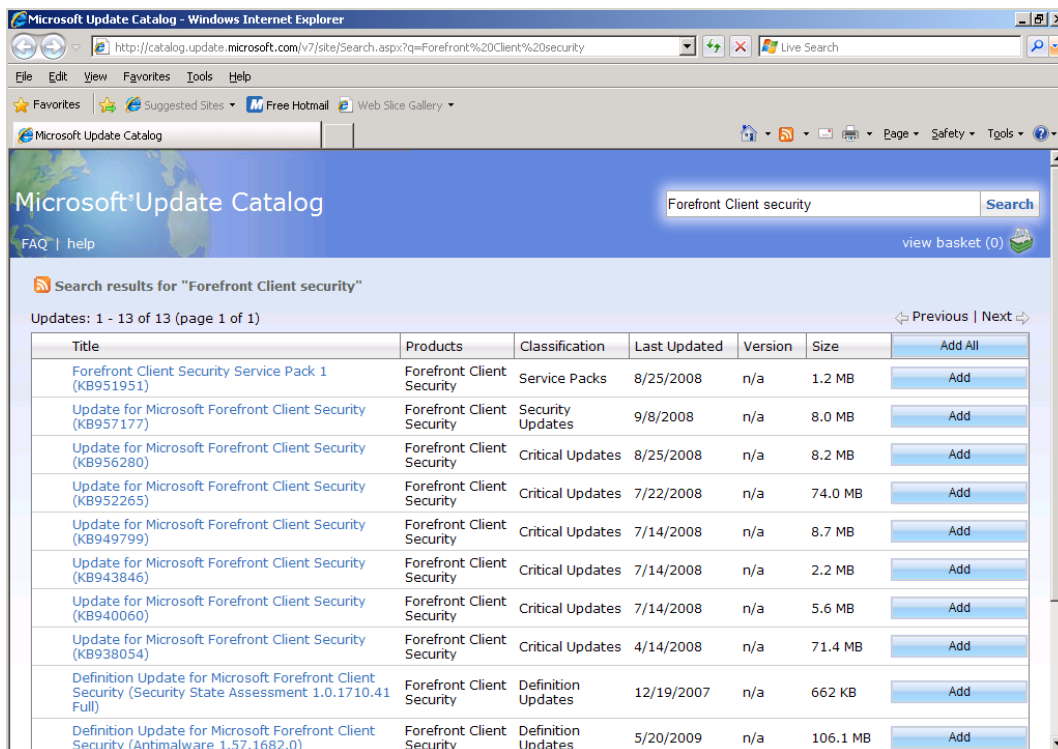 Microsoft Update Catalog - Windows Internet Explorer
http://catalog.update.microsoft.com/v7/site/Search.aspx?q=Forefront%20Client%20security
Live Search
File Edit View Favorites Tools Help
Favorites Suggested Sites Free Hotmail Web Slice Gallery
Microsoft Update Catalog
Page Safety Tools
Microsoft® Update Catalog
Forefront Client security
Search
FAQ | help
view basket (0)
Search results for "Forefront Client security"
Updates: 1 - 13 of 13 (page 1 of 1)
Previous | Next
Title Products Classification Last Updated Version Size Add All
Forefront Client Security Service Pack 1
(KB951951)
Forefront Client
Security
Service Packs 8/25/2008 n/a 1.2 MB Add
Update for Microsoft Forefront Client Security
(KB957177)
Forefront Client
Security
Security
Updates
9/8/2008 n/a 8.0 MB Add
Update for Microsoft Forefront Client Security
(KB956280)
Forefront Client
Security
Critical Updates 8/25/2008 n/a 8.2 MB Add
Update for Microsoft Forefront Client Security
(KB952265)
Forefront Client
Security
Critical Updates 7/22/2008 n/a 74.0 MB Add
Update for Microsoft Forefront Client Security
(KB949799)
Forefront Client
Security
Critical Updates 7/14/2008 n/a 8.7 MB Add
Update for Microsoft Forefront Client Security
(KB943846)
Forefront Client
Security
Critical Updates 7/14/2008 n/a 2.2 MB Add
Update for Microsoft Forefront Client Security
(KB940060)
Forefront Client
Security
Critical Updates 7/14/2008 n/a 5.6 MB Add
Update for Microsoft Forefront Client Security
(KB938054)
Forefront Client
Security
Critical Updates 4/14/2008 n/a 71.4 MB Add
Definition Update for Microsoft Forefront Client
Security (Security State Assessment 1.0.1710.41
Full)
Forefront Client
Security
Definition
Updates
12/19/2007 n/a 662 KB Add
Definition Update for Microsoft Forefront Client
Security (Antimalware 1.57.1682.0)
Forefront Client
Security
Definition
Updates
5/20/2009 n/a 106.1 MB Add